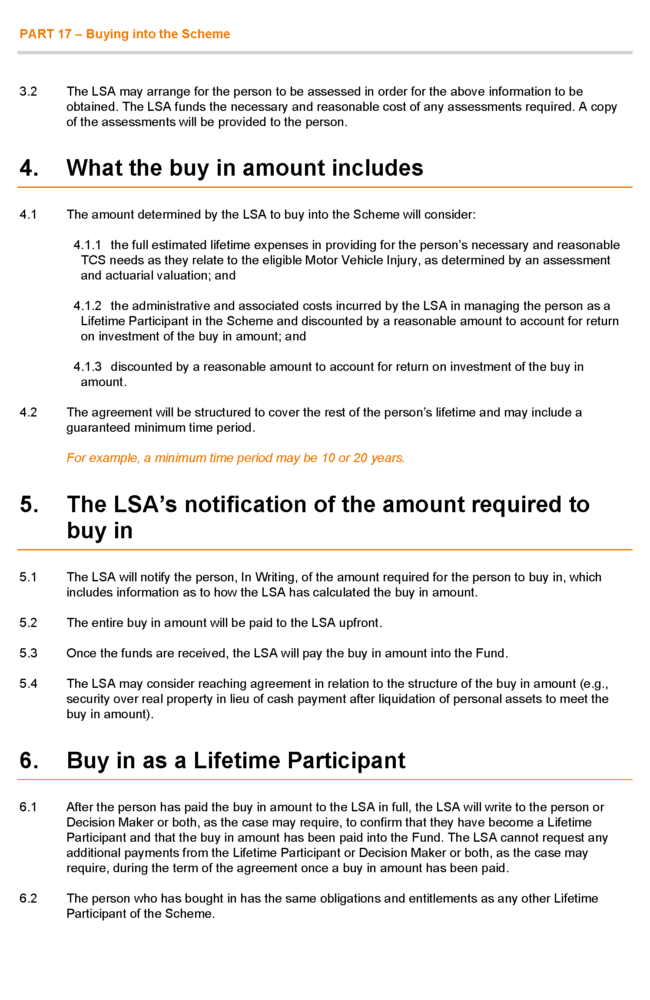 PART 17 – Buying into the Scheme
3.2 The LSA may arrange for the person to be assessed in order for the above information to be
obtained. The LSA funds the necessary and reasonable cost of any assessments required. A copy
of the assessments will be provided to the person.
4. What the buy in amount includes
4.1 The amount determined by the LSA to buy into the Scheme will consider:
4.1.1 the full estimated lifetime expenses in providing for the person’s necessary and reasonable
TCS needs as they relate to the eligible Motor Vehicle Injury, as determined by an assessment
and actuarial valuation; and
4.1.2 the administrative and associated costs incurred by the LSA in managing the person as a
Lifetime Participant in the Scheme and discounted by a reasonable amount to account for return
on investment of the buy in amount; and
4.1.3 discounted by a reasonable amount to account for return on investment of the buy in
amount.
4.2 The agreement will be structured to cover the rest of the person’s lifetime and may include a
guaranteed minimum time period.
For example, a minimum time period may be 10 or 20 years.
5. The LSA’s notification of the amount required to
buy in
5.1 The LSA will notify the person, In Writing, of the amount required for the person to buy in, which
includes information as to how the LSA has calculated the buy in amount.
5.2 The entire buy in amount will be paid to the LSA upfront.
5.3 Once the funds are received, the LSA will pay the buy in amount into the Fund.
5.4 The LSA may consider reaching agreement in relation to the structure of the buy in amount (e.g.,
security over real property in lieu of cash payment after liquidation of personal assets to meet the
buy in amount).
6. Buy in as a Lifetime Participant
6.1 After the person has paid the buy in amount to the LSA in full, the LSA will write to the person or
Decision Maker or both, as the case may require, to confirm that they have become a Lifetime
Participant and that the buy in amount has been paid into the Fund. The LSA cannot request any
additional payments from the Lifetime Participant or Decision Maker or both, as the case may
require, during the term of the agreement once a buy in amount has been paid.
6.2 The person who has bought in has the same obligations and entitlements as any other Lifetime
Participant of the Scheme.